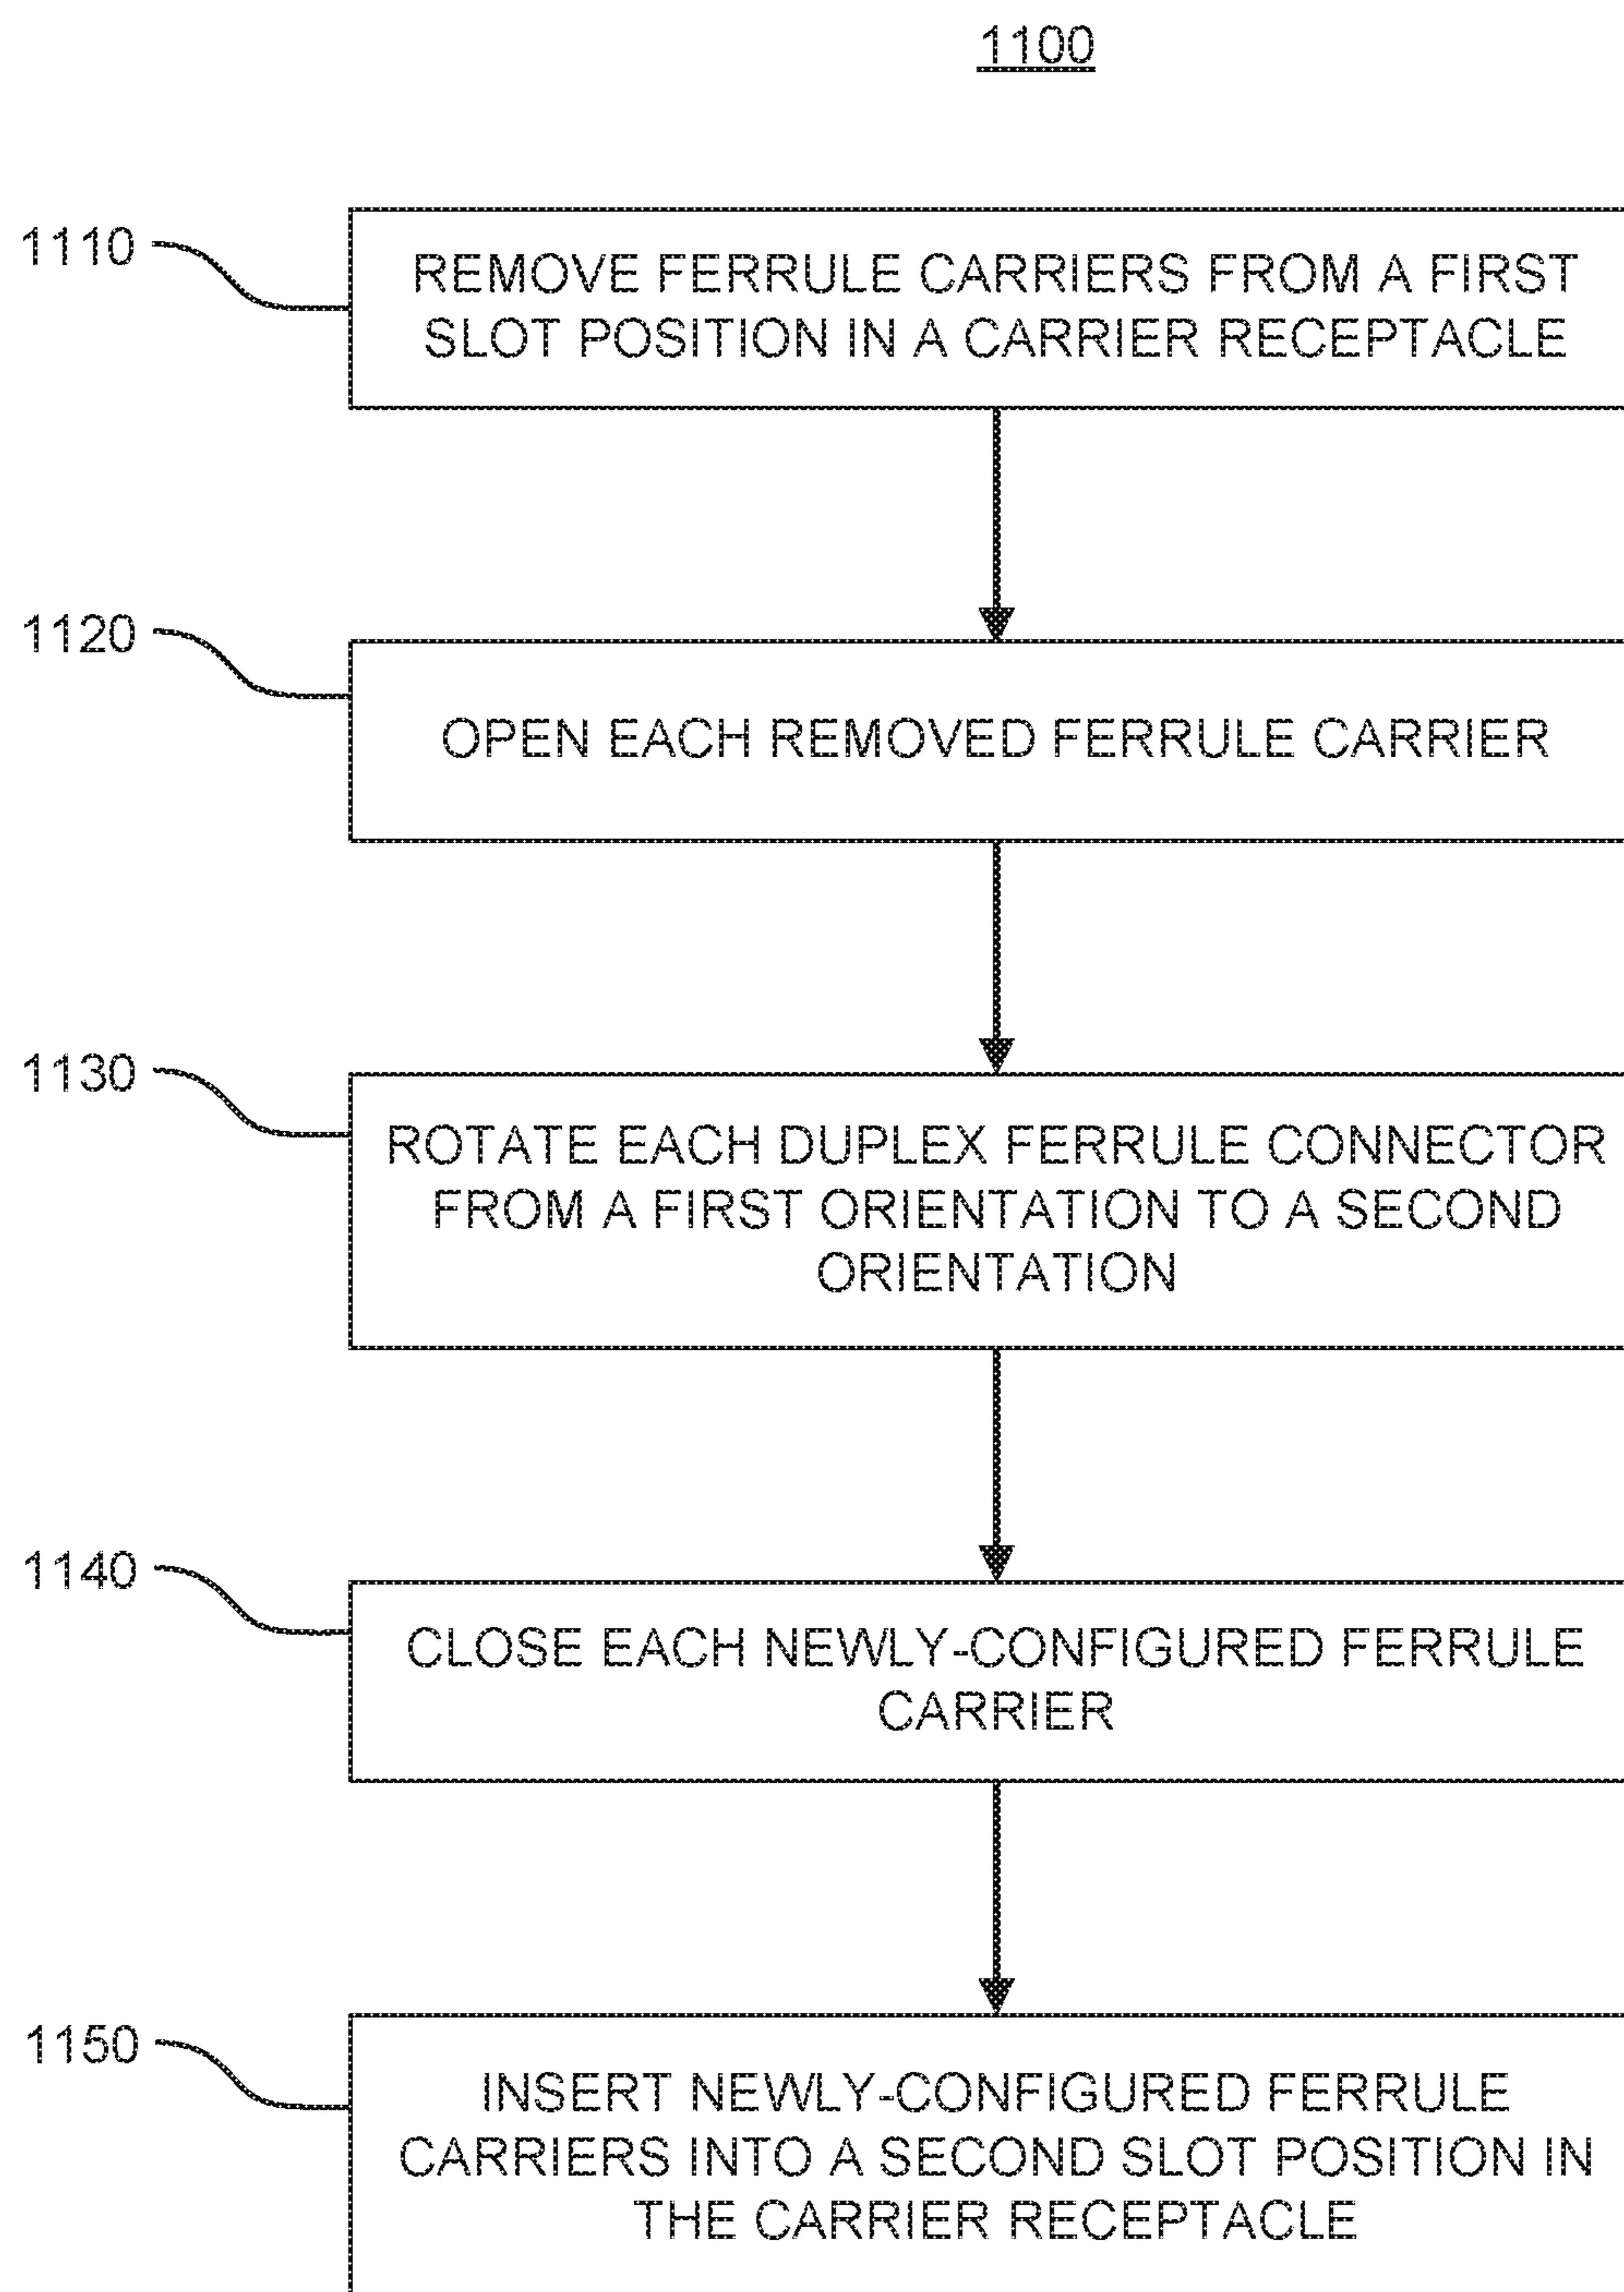 1100
1110
REMOVE FERRULE CARRIERS FROM A FIRST
SLOT POSITION IN A CARRIER RECEPTACLE
1120
OPEN EACH REMOVED FERRULE CARRIER
1130
ROTATE EACH DUPLEX FERRULE CONNECTOR
FROM A FIRST ORIENTATION TO A SECOND
ORIENTATION
1140
CLOSE EACH NEWLY-CONFIGURED FERRULE
CARRIER
1150
INSERT NEWLY-CONFIGURED FERRULE
CARRIERS INTO A SECOND SLOT POSITION IN
THE CARRIER RECEPTACLE